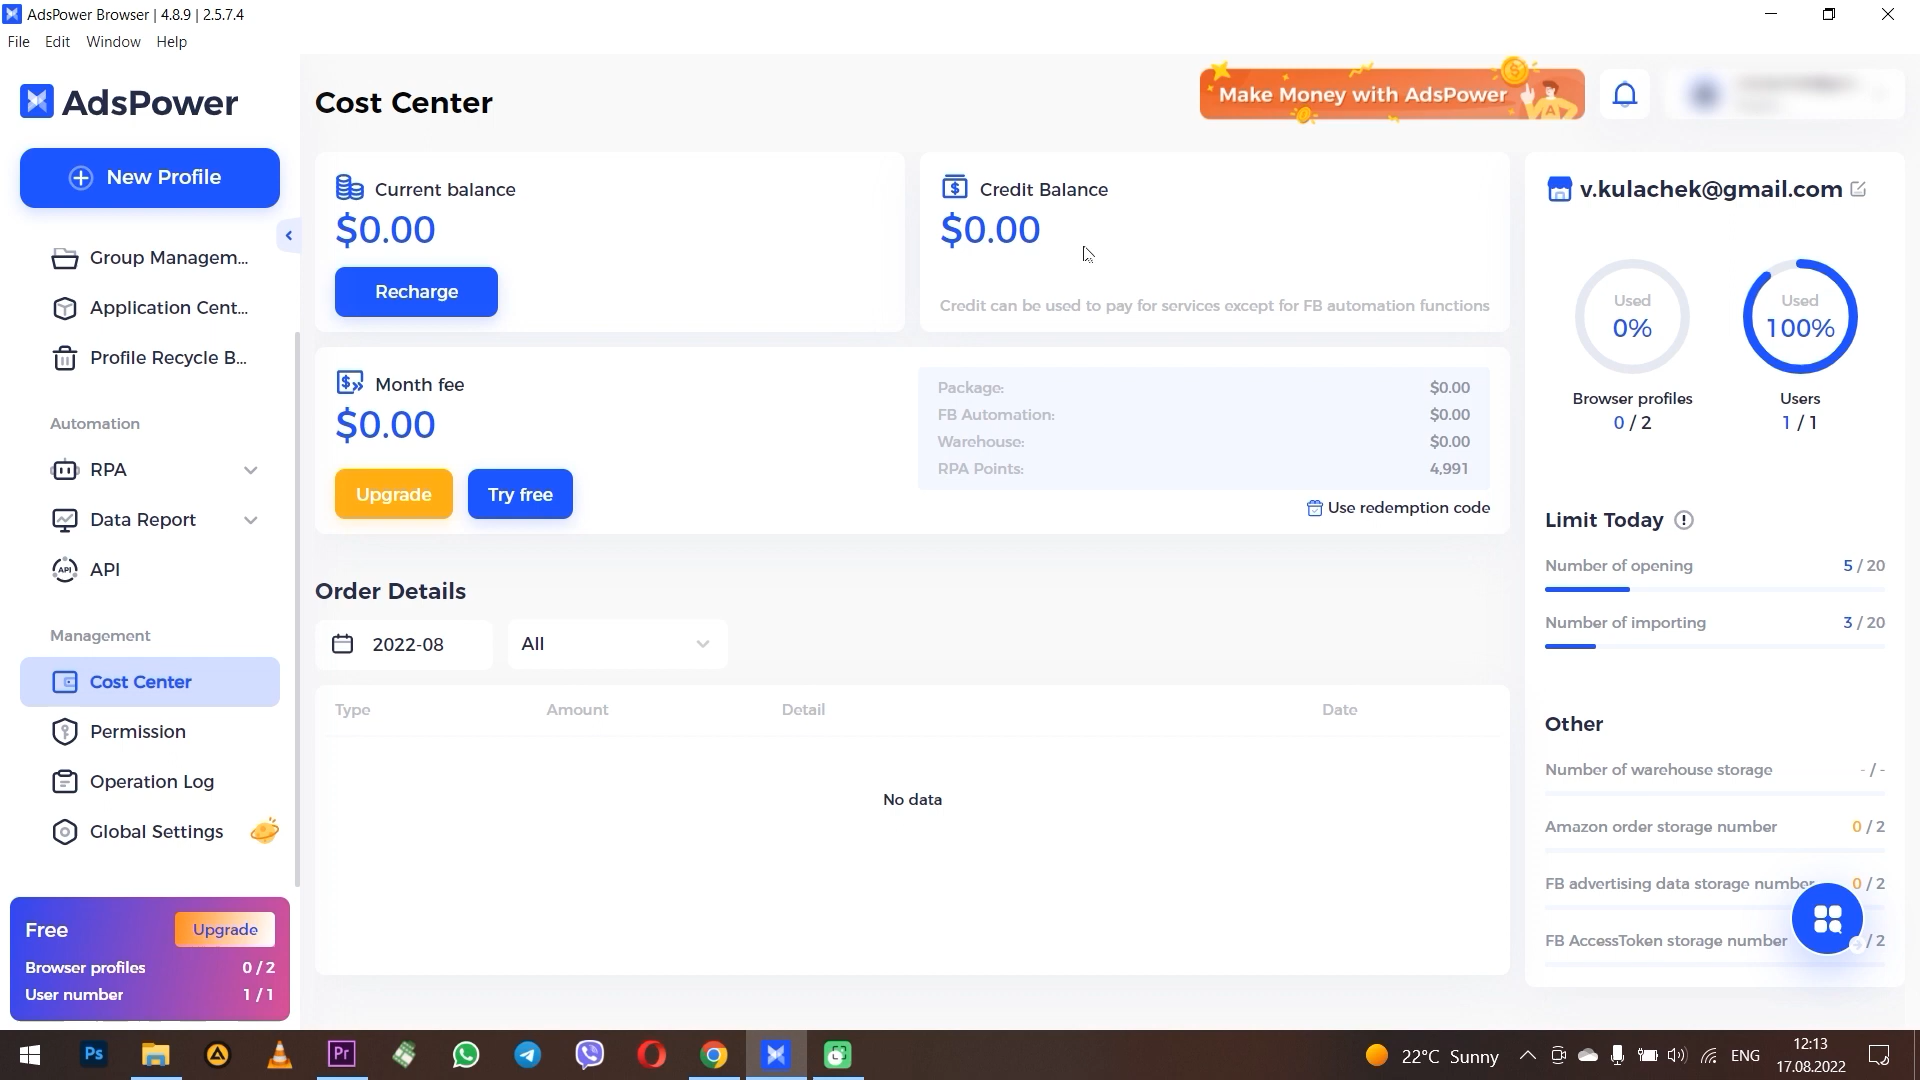 AdsPower Browser | 4.8.9 | 2.5.7.4
File Edit Window Help
AdsPower
New Profile
Group Managem...
Application Cent...
Profile Recycle B...
Automation
RPA
Data Report
API
Management
Cost Center
Permission
Operation Log
Global Settings
Free
Upgrade
Browser profiles 0 / 2
User number 1 / 1
Cost Center
Make Money with AdsPower
Current balance
$0.00
Recharge
Credit Balance
$0.00
Credit can be used to pay for services except for FB automation functions
Month fee
$0.00
Upgrade
Try free
Package: $0.00
FB Automation: $0.00
Warehouse: $0.00
RPA Points: 4,991
Use redemption code
Order Details
2022-08
All
Type Amount Detail Date
No data
v.kulachek@gmail.com
Used
0%
Browser profiles
0 / 2
Used
100%
Users
1 / 1
Limit Today
Number of opening 5 / 20
Number of importing 3 / 20
Other
Number of warehouse storage - / -
Amazon order storage number 0 / 2
FB advertising data storage number 0 / 2
FB AccessToken storage number / 2
Ps
Pr
22°C Sunny
ENG
12:13
17.08.2022